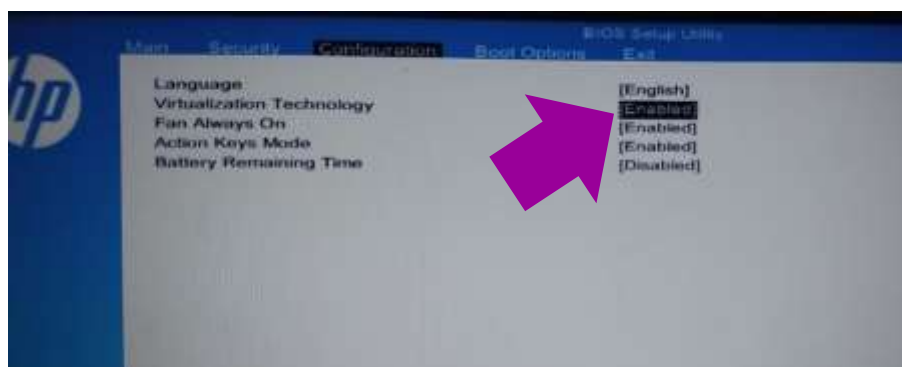 BIOS Setup Utility
Main Security Configuration Boot Options Exit
hp
Language [English]
Virtualization Technology [Enabled]
Fan Always On [Enabled]
Action Keys Mode [Enabled]
Battery Remaining Time [Disabled]